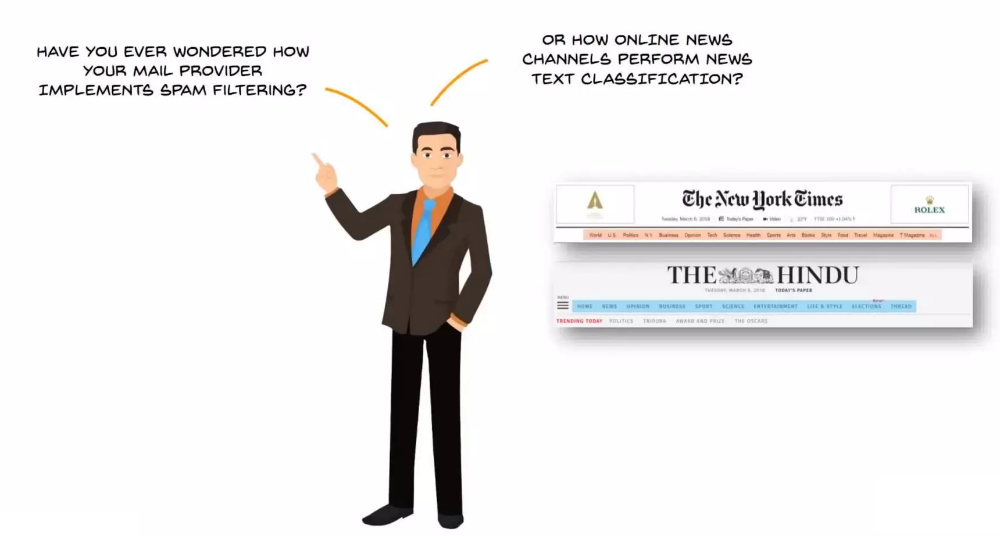 HAVE YOU EVER WONDERED HOW
YOUR MAIL PROVIDER
IMPLEMENTS SPAM FILTERING?
OR HOW ONLINE NEWS
CHANNELS PERFORM NEWS
TEXT CLASSIFICATION?
The New York Times
ROLEX
Tuesday, March 6, 2018 Today's Paper Video 33°F FTSE 100 +1.04% ↑
World U.S. Politics N.Y. Business Opinion Tech Science Health Sports Arts Books Style Food Travel Magazine T Magazine ALL
THE HINDU
TUESDAY, MARCH 6, 2018 TODAY'S PAPER
MENU
New!
HOME NEWS OPINION BUSINESS SPORT SCIENCE ENTERTAINMENT LIFE & STYLE ELECTIONS THREAD
TRENDING TODAY POLITICS TRIPURA AWARD AND PRIZE THE OSCARS